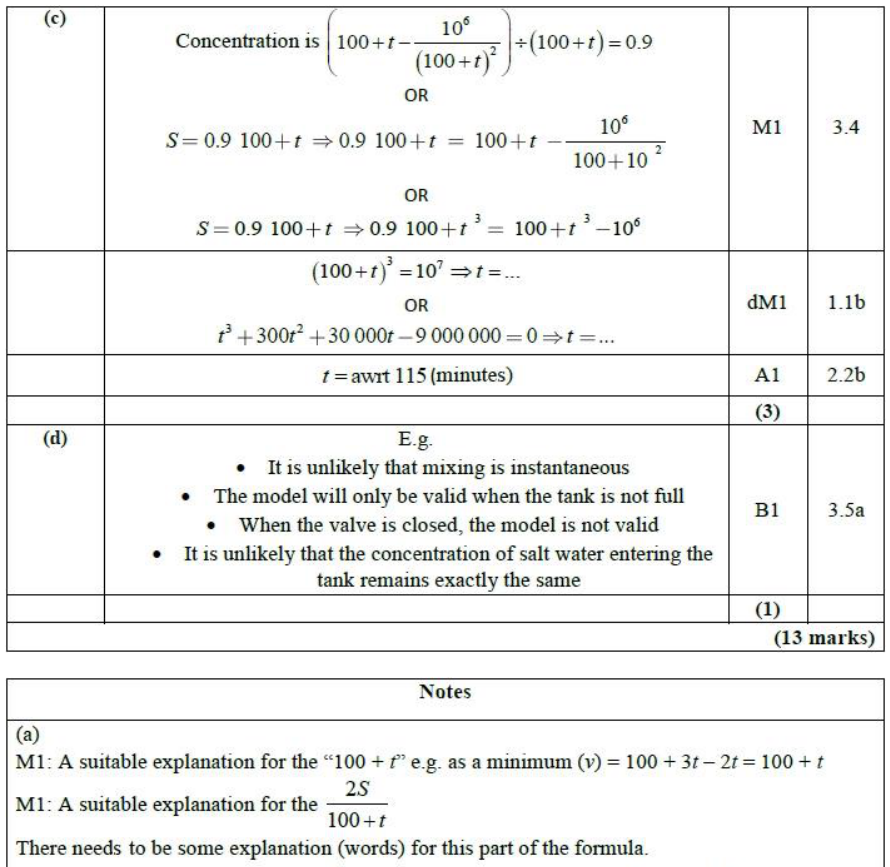 (c)
Concentration is (100+t−10⁶/(100+t)²)÷(100+t)=0.9
M1 3.4
OR
S=0.9 100+t ⇒0.9 100+t = 100+t −10⁶/100+10 ²
OR
S=0.9 100+t ⇒0.9 100+t ³= 100+t ³−10⁶
(100+t)³=10⁷⇒t=...
OR
dM1 1.1b
t³+300t²+30 000t−9 000 000=0⇒t=...
t=awrt 115(minutes) A1 2.2b
(3)
(d) E.g.
• It is unlikely that mixing is instantaneous
• The model will only be valid when the tank is not full
B1 3.5a
• When the valve is closed, the model is not valid
• It is unlikely that the concentration of salt water entering the
tank remains exactly the same
(1)
(13 marks)
Notes
(a)
M1: A suitable explanation for the “100 + t” e.g. as a minimum (v) = 100 + 3t – 2t = 100 + t
M1: A suitable explanation for the 2S/100+t
There needs to be some explanation (words) for this part of the formula.